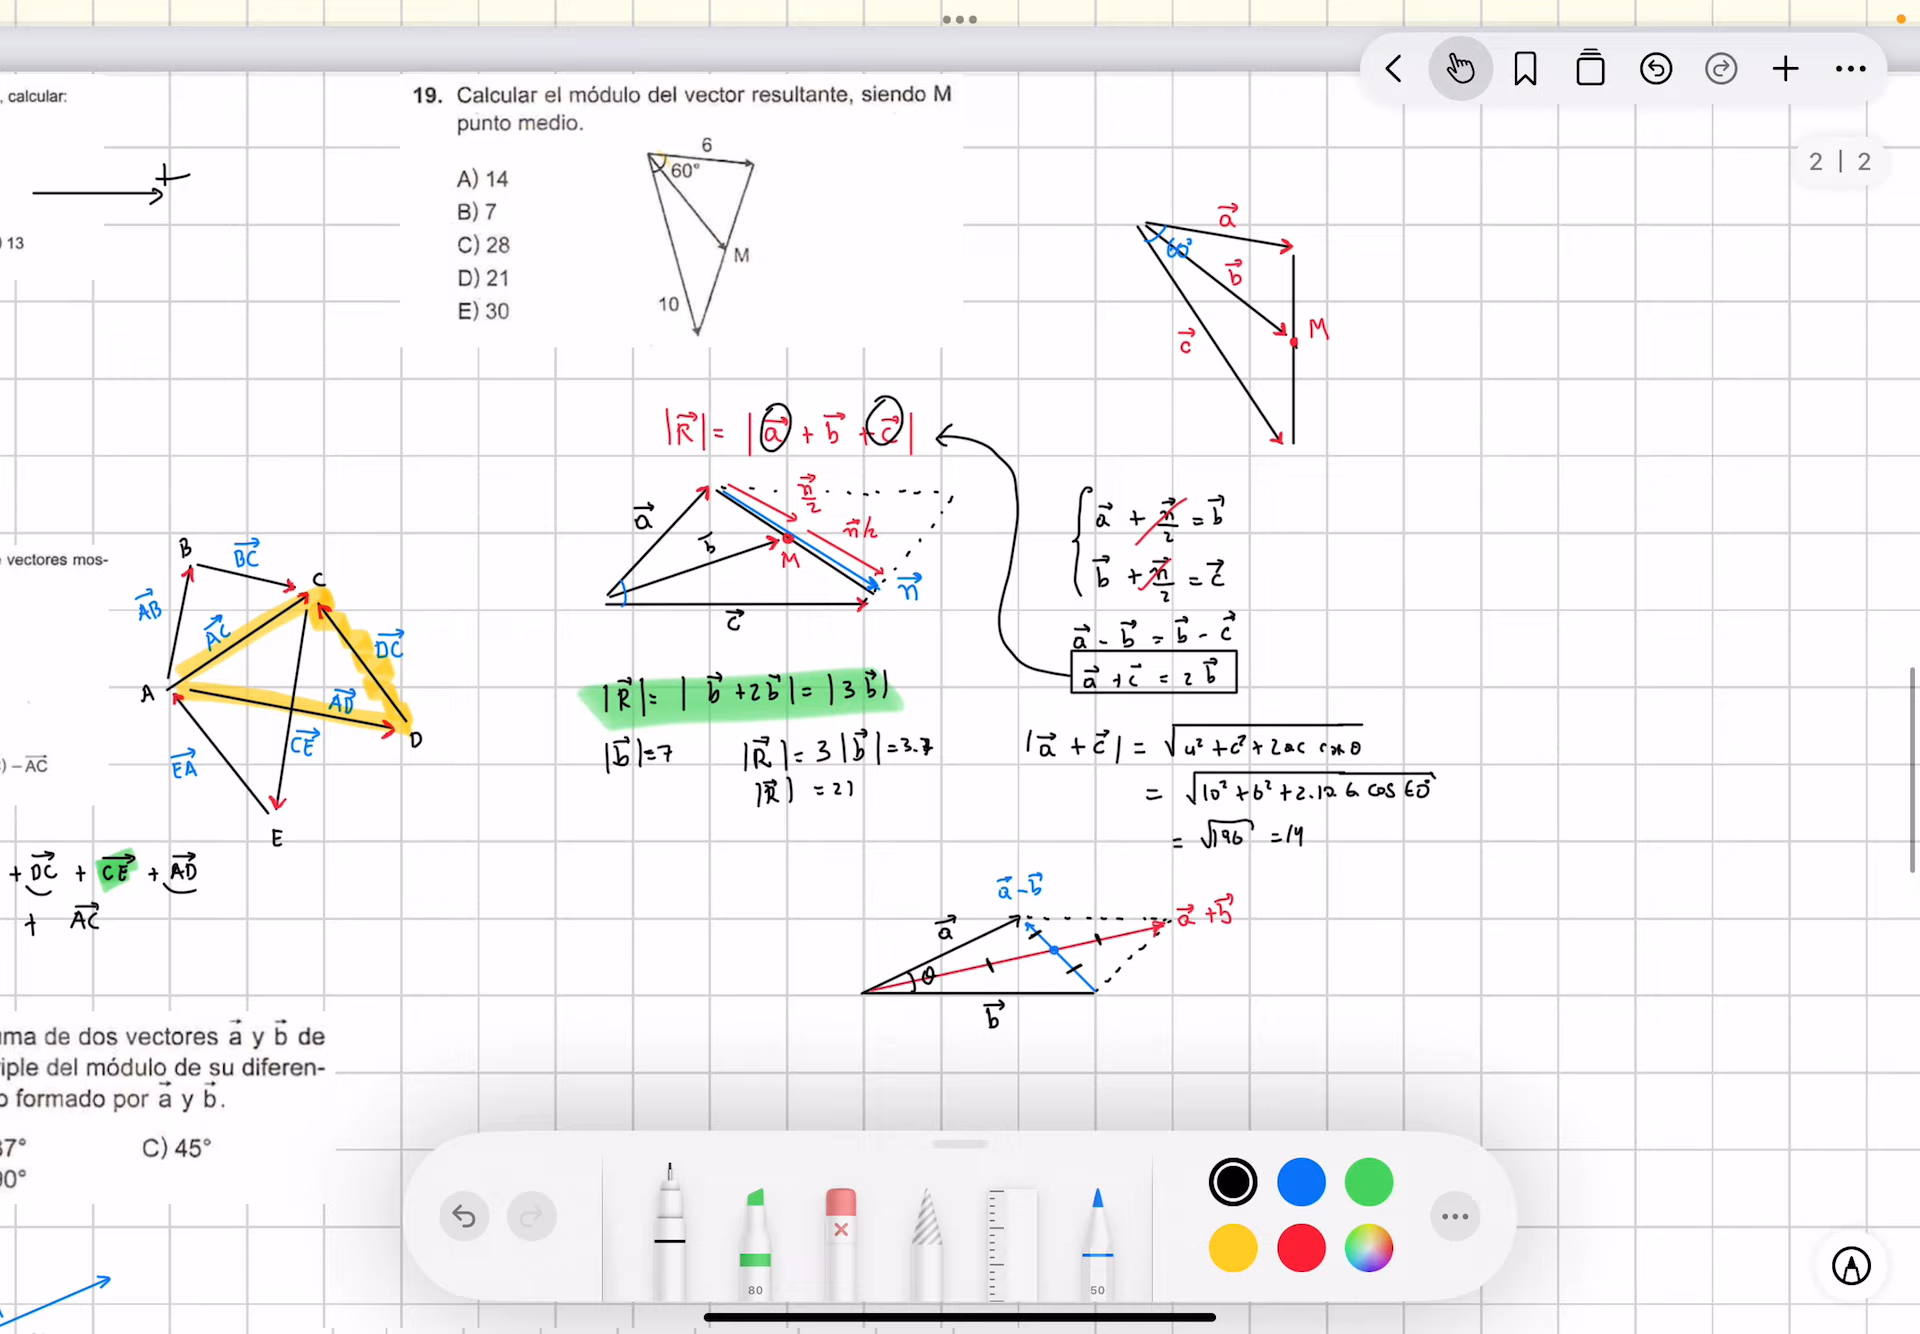 , calcular:
+
13
19. Calcular el módulo del vector resultante, siendo M
punto medio.
A) 14
B) 7
C) 28
D) 21
E) 30
6
60°
M
10
2 | 2
a⃗
60°
b⃗
c⃗
M
|R⃗| = |a⃗ + b⃗ + c⃗|
a⃗
b⃗
c⃗
M
n⃗/2
n⃗/2
n⃗
a⃗ + n⃗/2 = b⃗
b⃗ + n⃗/2 = c⃗
a⃗ - b⃗ = b⃗ - c⃗
a⃗ + c⃗ = 2b⃗
|R⃗| = |b⃗ + 2b⃗| = |3b⃗|
|b⃗| = 7
|R⃗| = 3|b⃗| = 3.7
|R⃗| = 21
|a⃗ + c⃗| = √a² + c² + 2ac cos θ
= √10² + 6² + 2.10 6 cos 60°
= √196 = 14
a⃗ - b⃗
a⃗ + b⃗
a⃗
θ
b⃗
vectores mos-
B
BC⃗
C
AB⃗
AC⃗
DC⃗
A
AD⃗
D
CE⃗
EA⃗
E
) –AC
+ DC⃗ + CE⃗ + AD⃗
+ AC⃗
uma de dos vectores a⃗ y b⃗ de
riple del módulo de su diferen-
o formado por a⃗ y b⃗.
37° C) 45°
90°
80
50